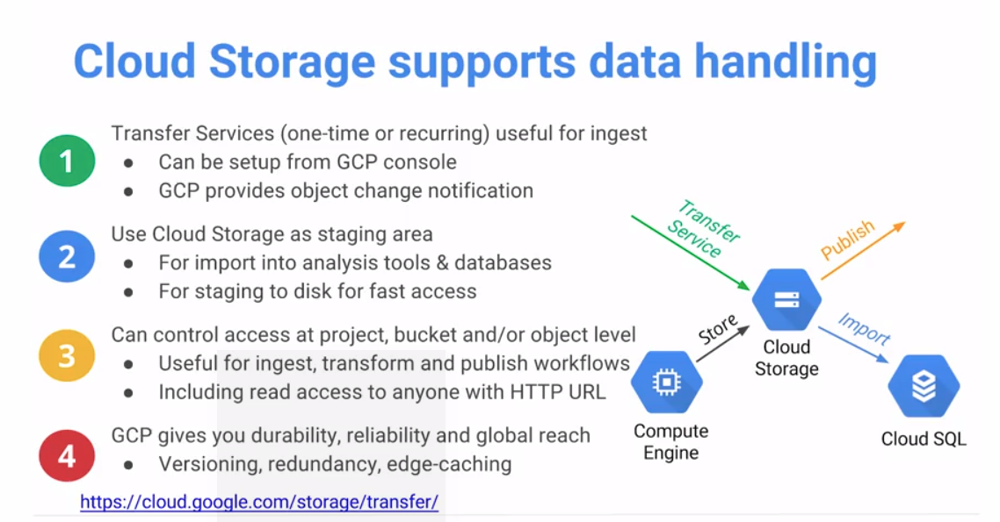 Cloud Storage supports data handling
1
Transfer Services (one-time or recurring) useful for ingest
● Can be setup from GCP console
● GCP provides object change notification
2
Use Cloud Storage as staging area
● For import into analysis tools & databases
● For staging to disk for fast access
3
Can control access at project, bucket and/or object level
● Useful for ingest, transform and publish workflows
● Including read access to anyone with HTTP URL
4
GCP gives you durability, reliability and global reach
● Versioning, redundancy, edge-caching
https://cloud.google.com/storage/transfer/
Transfer
Service
Publish
Store
Cloud
Storage
Import
Compute
Engine
Cloud SQL